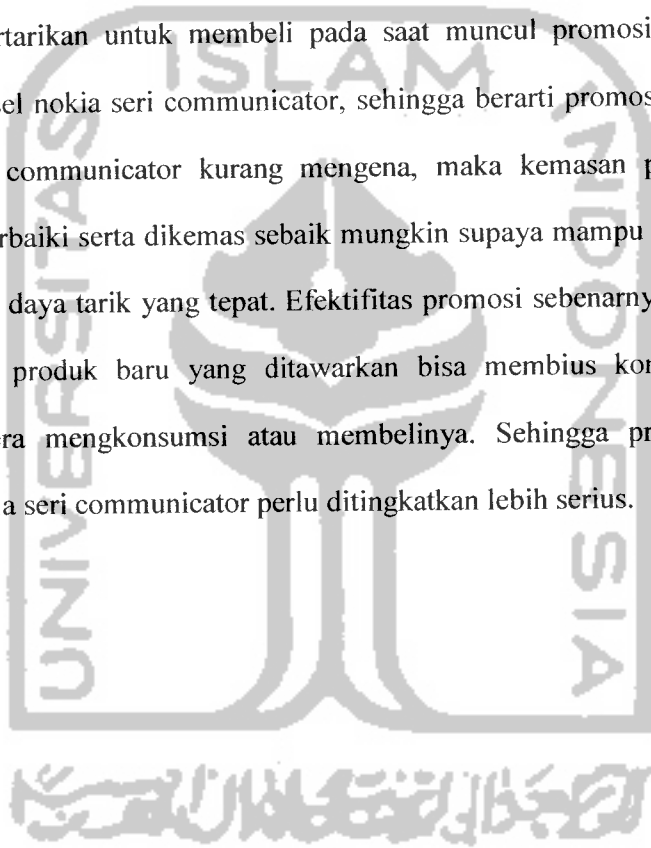 rtarikan untuk membeli pada saat muncul promosi
ISLAM
el nokia seri communicator, sehingga berarti promos
communicator kurang mengena, maka kemasan p
rbaiki serta dikemas sebaik mungkin supaya mampu
daya tarik yang tepat. Efektifitas promosi sebenarny
produk baru yang ditawarkan bisa membius kor
ra mengkonsumsi atau membelinya. Sehingga pr
a seri communicator perlu ditingkatkan lebih serius.
UNIVERSITAS
INDONESIA